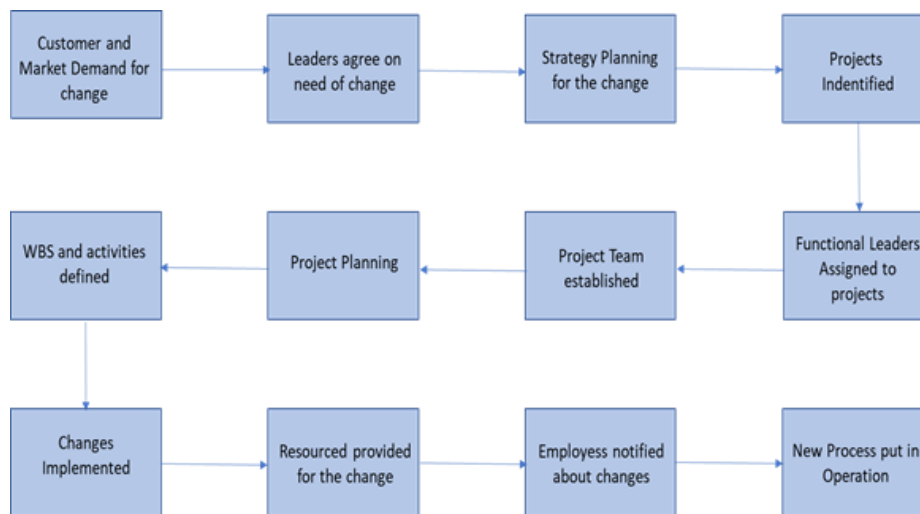 Customer and
Market Demand for
change
Leaders agree on
need of change
Strategy Planning
for the change
Projects
Indentified
Functional Leaders
Assigned to
projects
Project Team
established
Project Planning
WBS and activities
defined
Changes
Implemented
Resourced provided
for the change
Employess notified
about changes
New Process put in
Operation